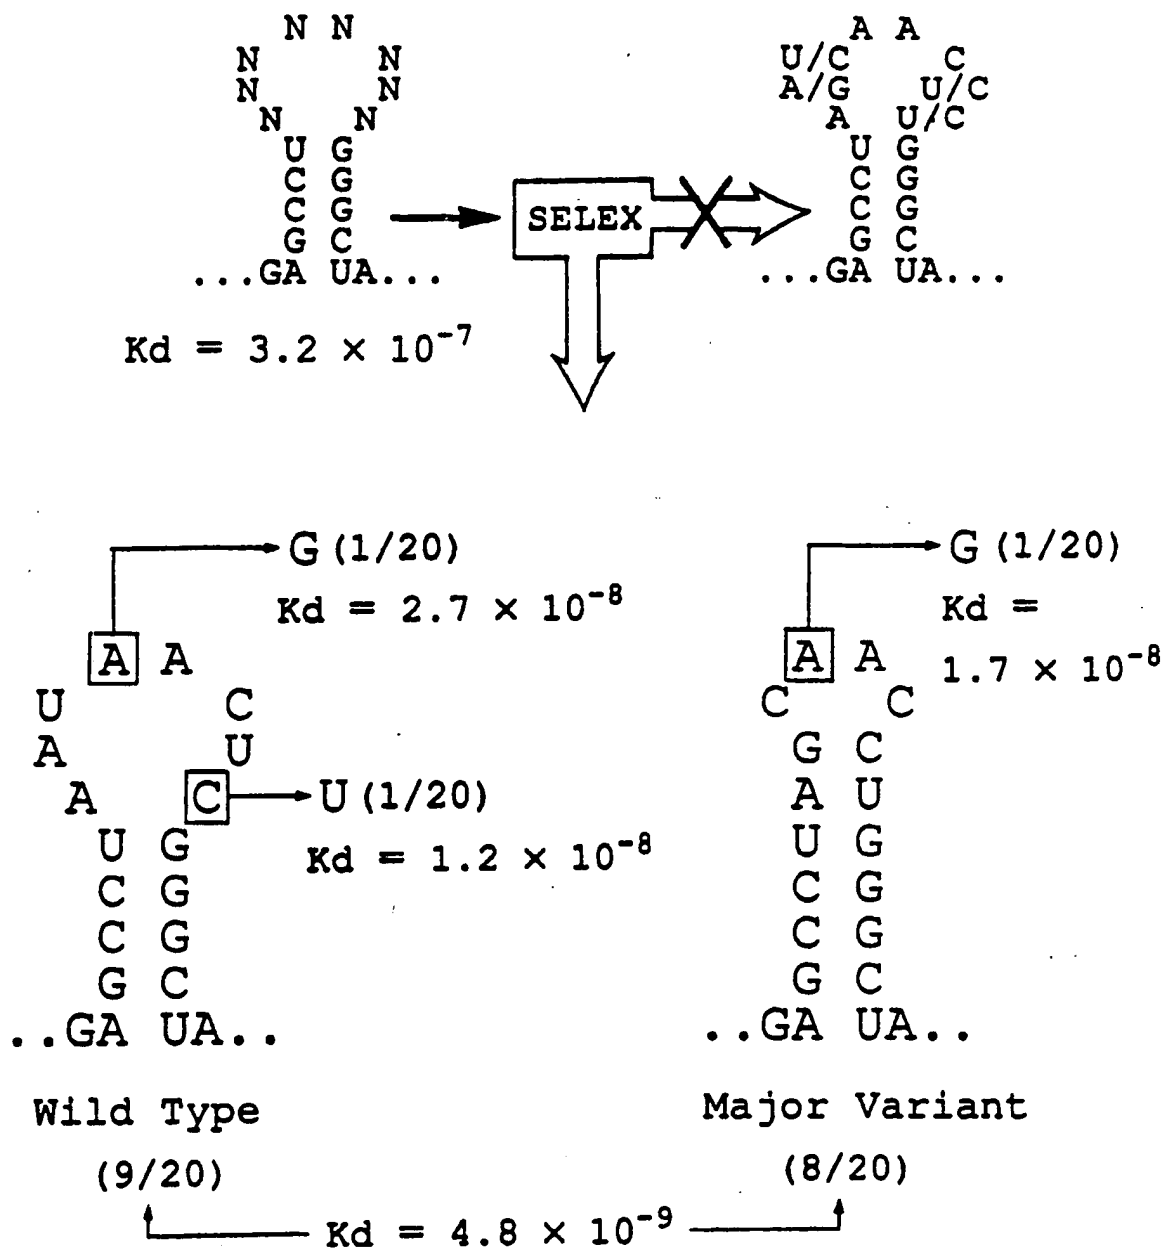 N N
N N
N N
N N
U G
C G
C G
G C
...GA UA...
Kd = 3.2 × 10⁻⁷
SELEX
A A
U/C C
A/G U/C
A U/C
U G
C G
C G
G C
...GA UA...
G (1/20)
Kd = 2.7 × 10⁻⁸
A A
U C
A U
A C
U (1/20)
Kd = 1.2 × 10⁻⁸
U G
C G
C G
G C
..GA UA..
Wild Type
(9/20)
G (1/20)
Kd =
1.7 × 10⁻⁸
A A
C C
G C
A U
U G
C G
C G
G C
..GA UA..
Major Variant
(8/20)
Kd = 4.8 × 10⁻⁹